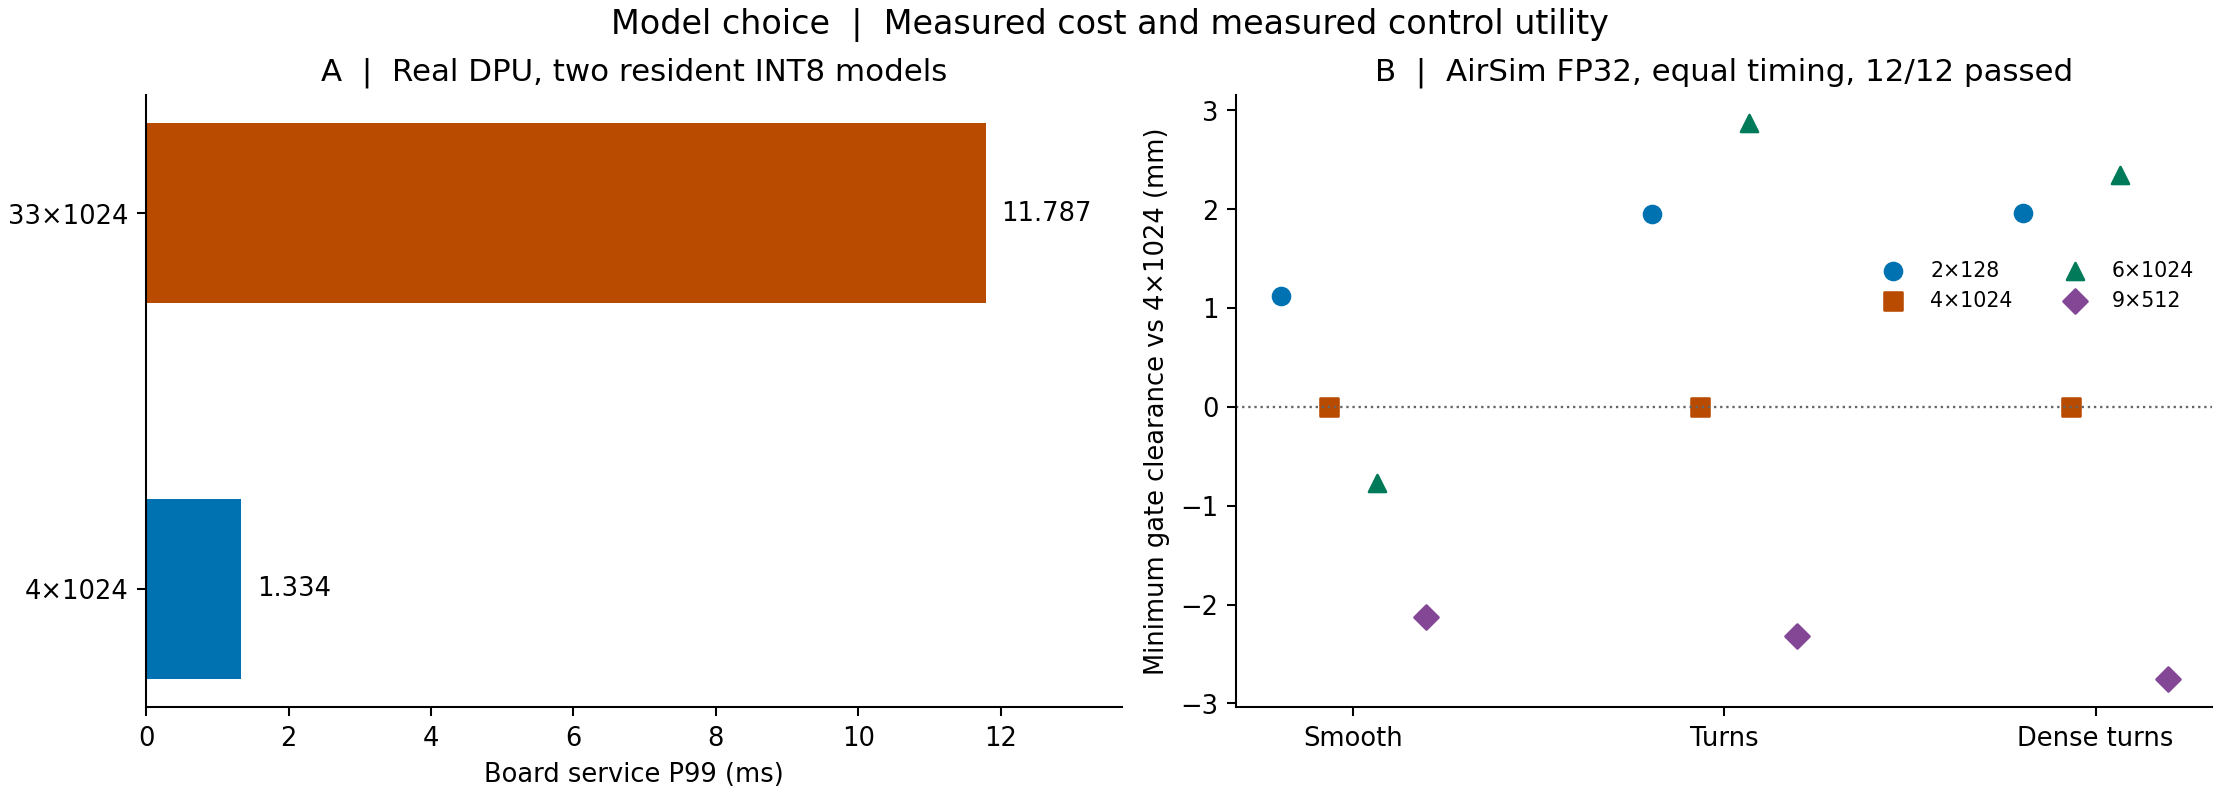 Model choice | Measured cost and measured control utility
A | Real DPU, two resident INT8 models
33×1024
11.787
4×1024
1.334
0 2 4 6 8 10 12
Board service P99 (ms)
B | AirSim FP32, equal timing, 12/12 passed
Minimum gate clearance vs 4×1024 (mm)
3
2
1
0
−1
−2
−3
2×128
4×1024
6×1024
9×512
Smooth Turns Dense turns